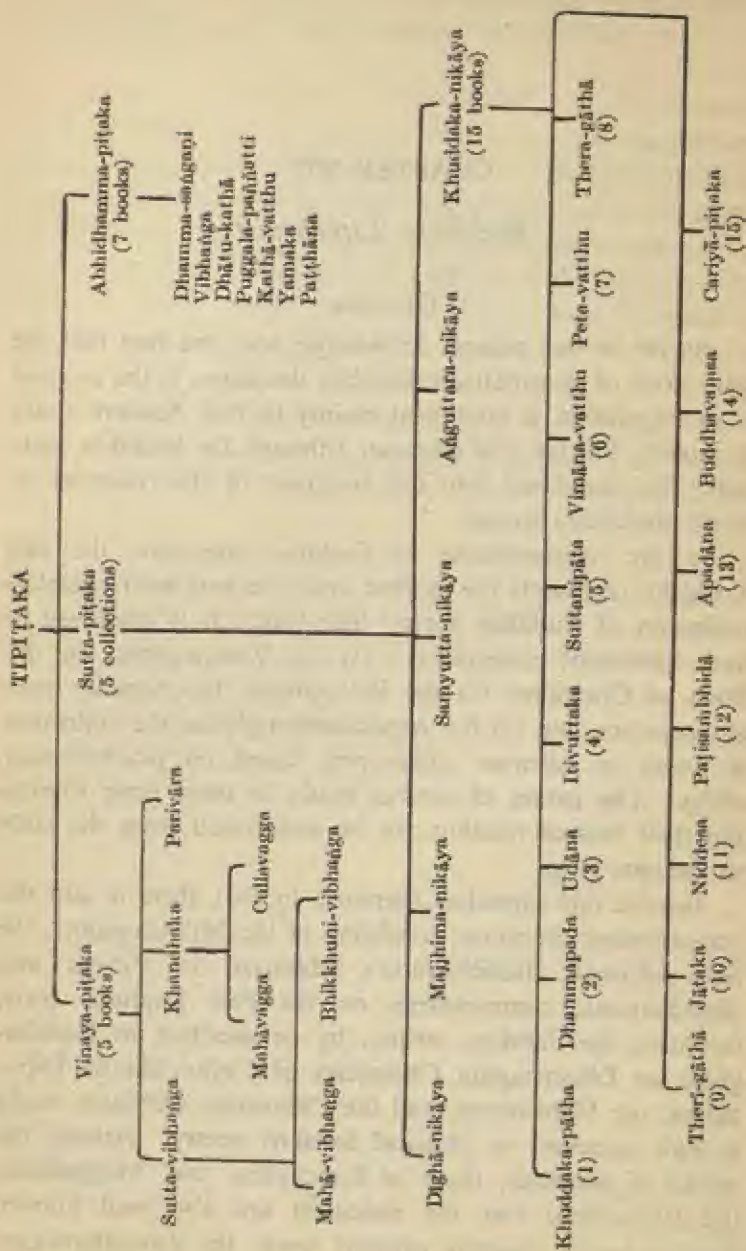 TIPIṬAKA
Vinaya-piṭaka
(5 books)
Sutta-piṭaka
(5 collections)
Abhidhamma-piṭaka
(7 books)
Sutta-vibhaṅga
Khandhaka
Parivāra
Dhamma-saṅgaṇi
Vibhaṅga
Dhātu-kathā
Puggala-paññatti
Kathā-vatthu
Yamaka
Paṭṭhāna
Mahāvagga
Cullavagga
Mahā-vibhaṅga
Bhikkhuni-vibhaṅga
Dīghā-nikāya
Majjhima-nikāya
Saṃyutta-nikāya
Aṅguttara-nikāya
Khuddaka-nikāya
(15 books)
Khuddaka-pāṭha
(1)
Dhammapada
(2)
Udāna
(3)
Itivuttaka
(4)
Suttanipāta
(5)
Vimāna-vatthu
(6)
Peta-vatthu
(7)
Thera-gāthā
(8)
Therī-gāthā
(9)
Jātaka
(10)
Niddesa
(11)
Paṭisambhidā
(12)
Apadāna
(13)
Buddhavaṃsa
(14)
Cariyā-piṭaka
(15)